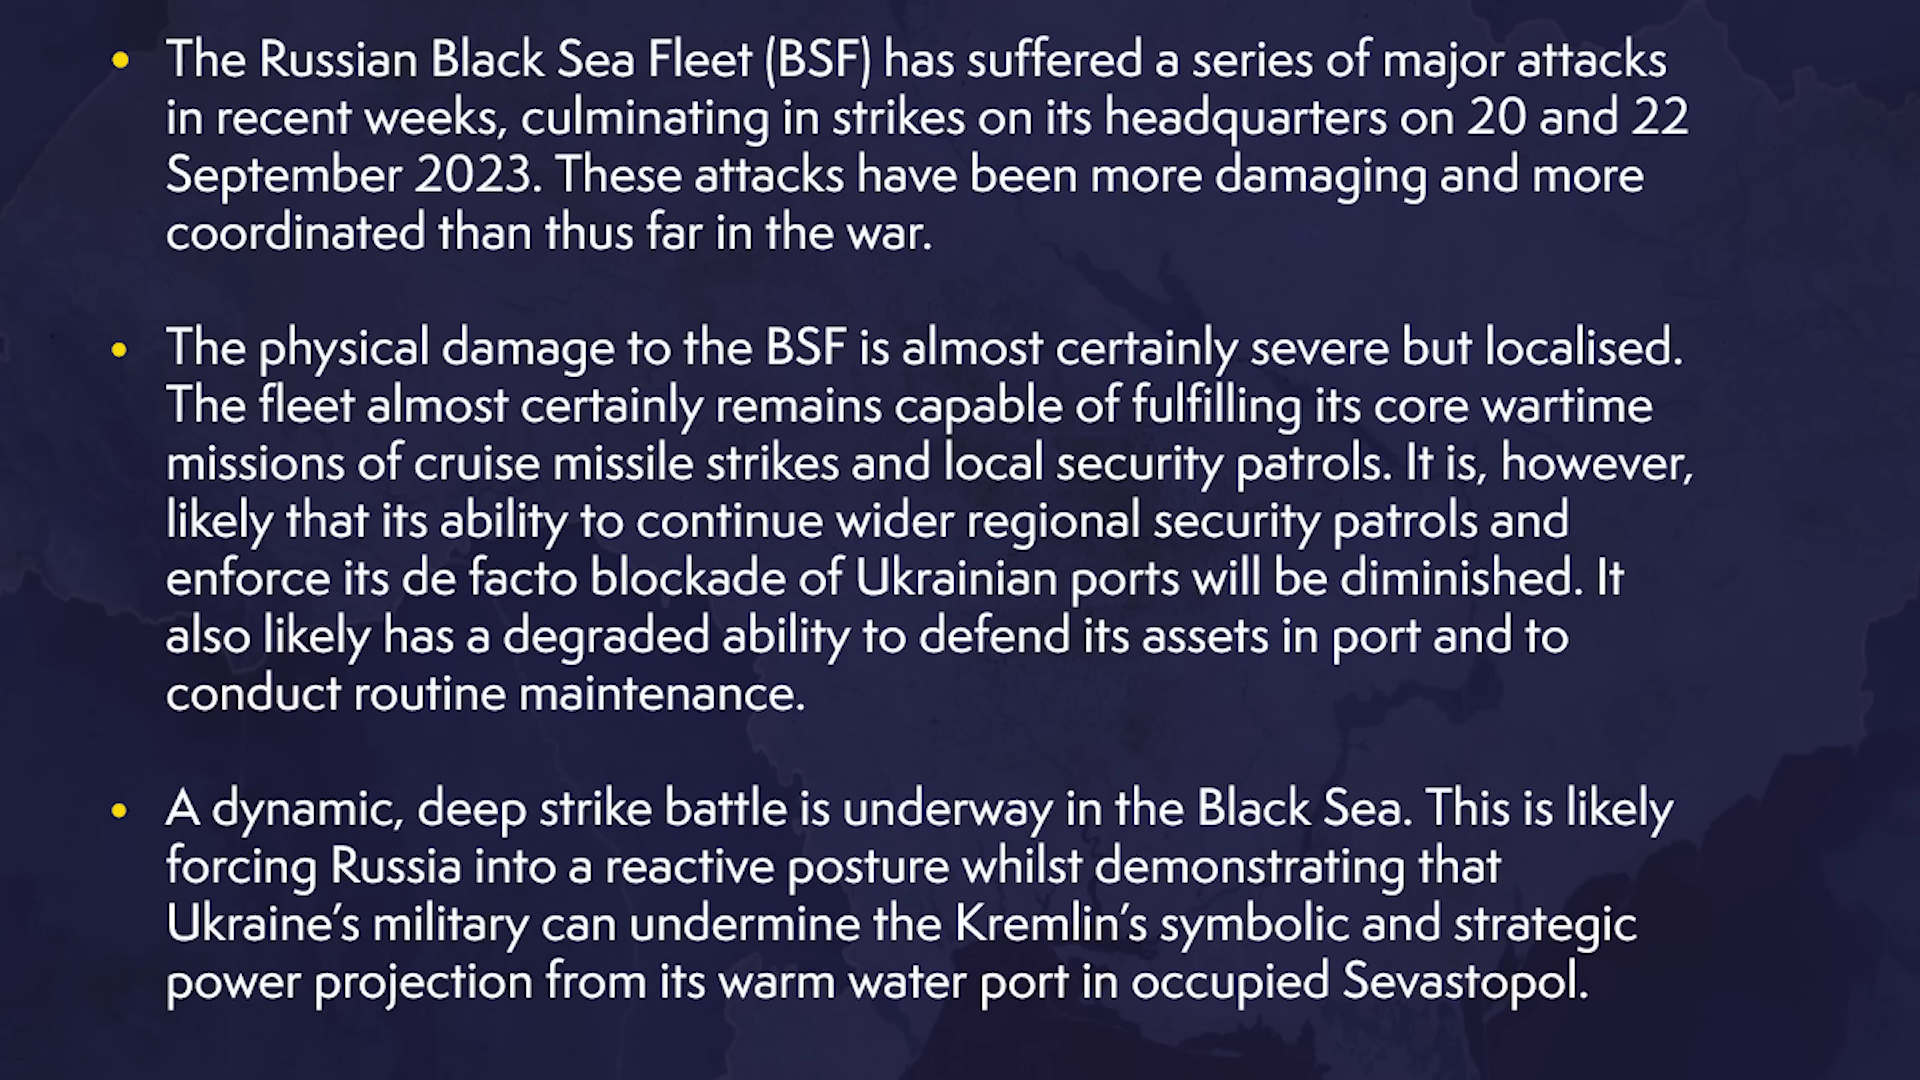 • The Russian Black Sea Fleet (BSF) has suffered a series of major attacks
in recent weeks, culminating in strikes on its headquarters on 20 and 22
September 2023. These attacks have been more damaging and more
coordinated than thus far in the war.
• The physical damage to the BSF is almost certainly severe but localised.
The fleet almost certainly remains capable of fulfilling its core wartime
missions of cruise missile strikes and local security patrols. It is, however,
likely that its ability to continue wider regional security patrols and
enforce its de facto blockade of Ukrainian ports will be diminished. It
also likely has a degraded ability to defend its assets in port and to
conduct routine maintenance.
• A dynamic, deep strike battle is underway in the Black Sea. This is likely
forcing Russia into a reactive posture whilst demonstrating that
Ukraine’s military can undermine the Kremlin’s symbolic and strategic
power projection from its warm water port in occupied Sevastopol.